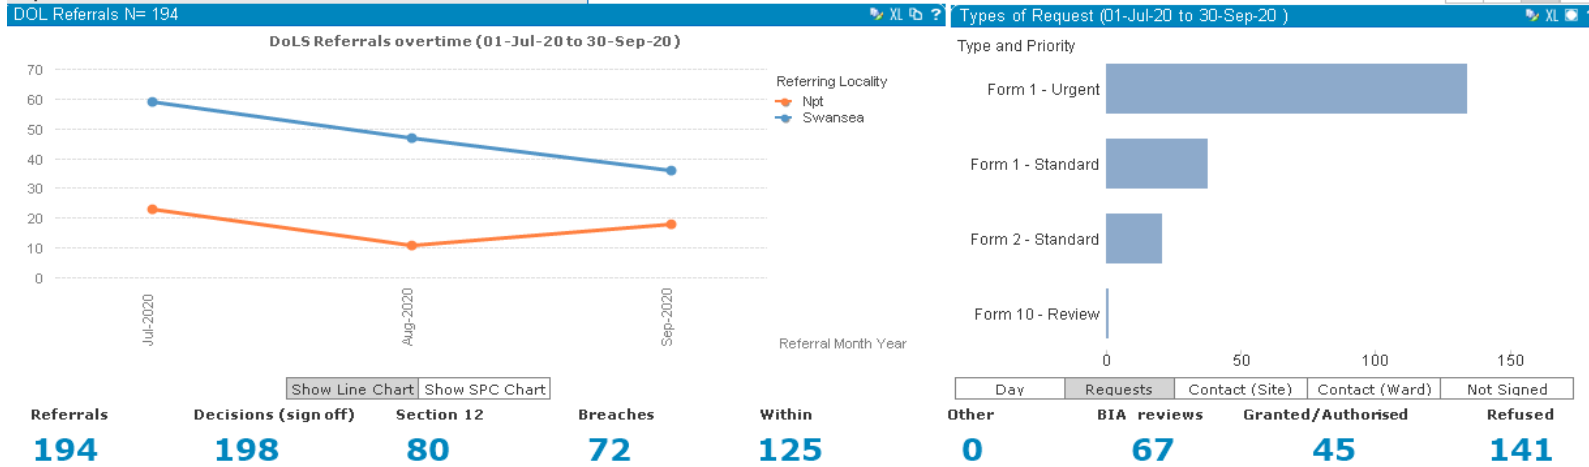 DOL Referrals N= 194
XL
?
DoLS Referrals overtime (01-Jul-20 to 30-Sep-20)
70
60
50
40
30
20
10
0
Referring Locality
Npt
Swansea
Jul-2020
Aug-2020
Sep-2020
Referral Month Year
Show Line Chart
Show SPC Chart
Types of Request (01-Jul-20 to 30-Sep-20 )
XL
Type and Priority
Form 1 - Urgent
Form 1 - Standard
Form 2 - Standard
Form 10 - Review
0
50
100
150
Day
Requests
Contact (Site)
Contact (Ward)
Not Signed
Referrals
194
Decisions (sign off)
198
Section 12
80
Breaches
72
Within
125
Other
0
BIA reviews
67
Granted/Authorised
45
Refused
141